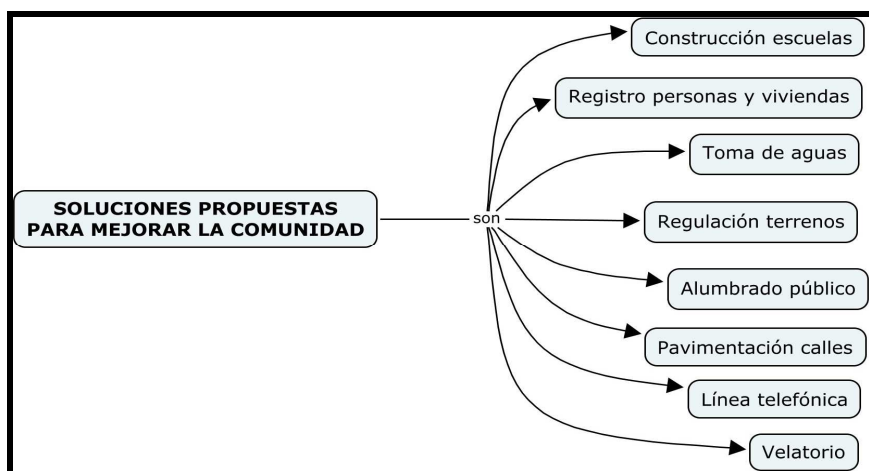 SOLUCIONES PROPUESTAS
PARA MEJORAR LA COMUNIDAD
son
Construcción escuelas
Registro personas y viviendas
Toma de aguas
Regulación terrenos
Alumbrado público
Pavimentación calles
Línea telefónica
Velatorio